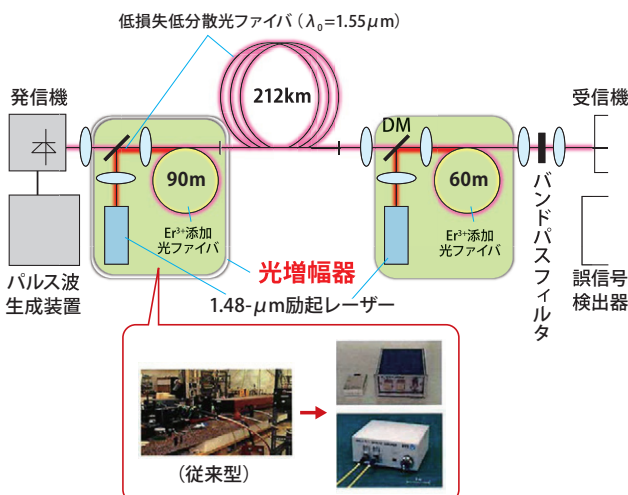 低損失低分散光ファイバ(λ₀=1.55μm)
発信機
212km
受信機
DM
90m
60m
Er³⁺添加
光ファイバ
Er³⁺添加
光ファイバ
バンドパスフィルタ
パルス波
生成装置
光増幅器
1.48-μm励起レーザー
誤信号
検出器
(従来型)